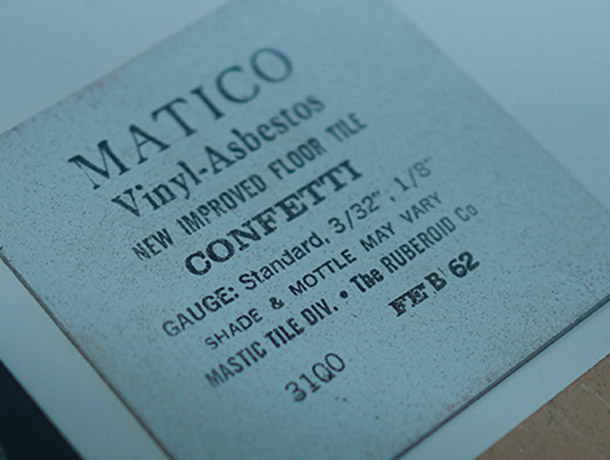 MATICO
Vinyl-Asbestos
NEW IMPROVED FLOOR TILE
CONFETTI
GAUGE: Standard, 3/32", 1/8"
SHADE & MOTTLE MAY VARY
MASTIC TILE DIV. • The RUBEROID Co
FEB 62
31Q0